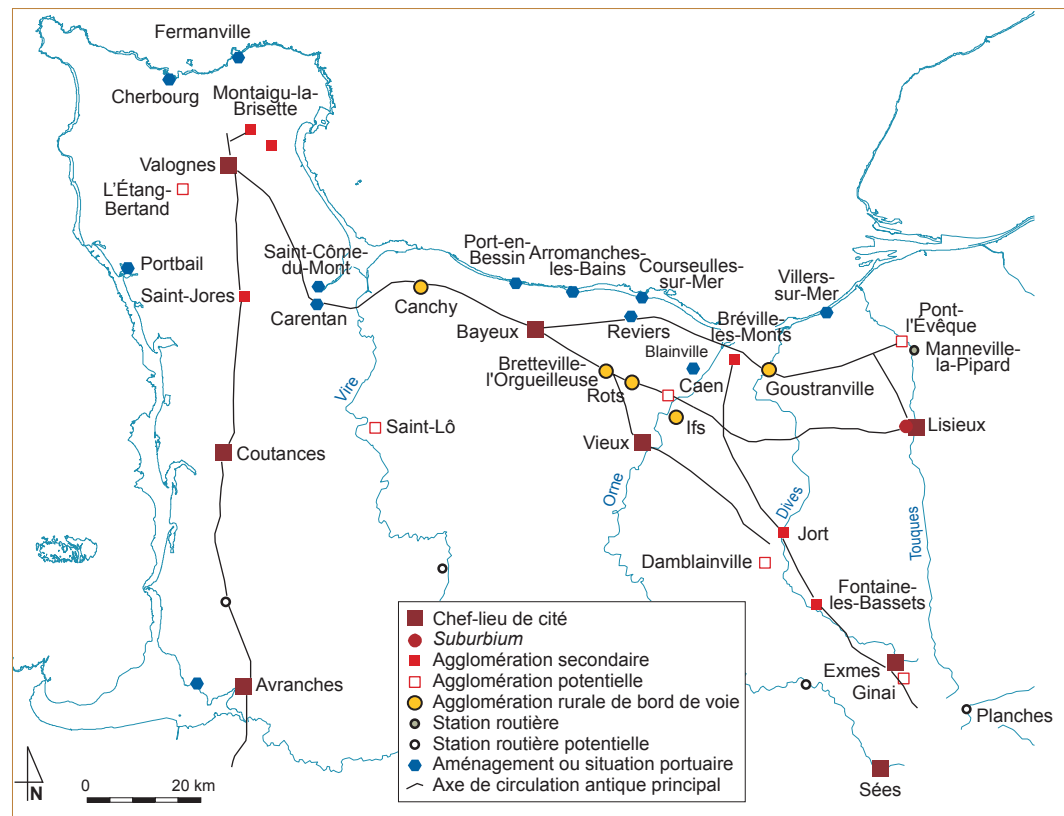 Fermanville
Cherbourg
Montaigu-la-
Brisette
Valognes
L'Étang-
Bertand
Portbail
Saint-Côme-
du-Mont
Saint-Jores
Carentan
Canchy
Port-en-
Bessin
Arromanches-
les-Bains
Courseulles-
sur-Mer
Villers-
sur-Mer
Bayeux
Reviers
Bréville-
les-Monts
Pont-
l'Evêque
Manneville-
la-Pipard
Blainville
Bretteville-
l'Orgueilleuse
Rots
Caen
Goustranville
Vire
Saint-Lô
Ifs
Lisieux
Coutances
Vieux
Orne
Dives
Touques
Jort
Damblainville
Fontaine-
les-Bassets
Exmes
Ginai
Avranches
Planches
Sées
Chef-lieu de cité
Suburbium
Agglomération secondaire
Agglomération potentielle
Agglomération rurale de bord de voie
Station routière
Station routière potentielle
Aménagement ou situation portuaire
Axe de circulation antique principal
N
0 20 km